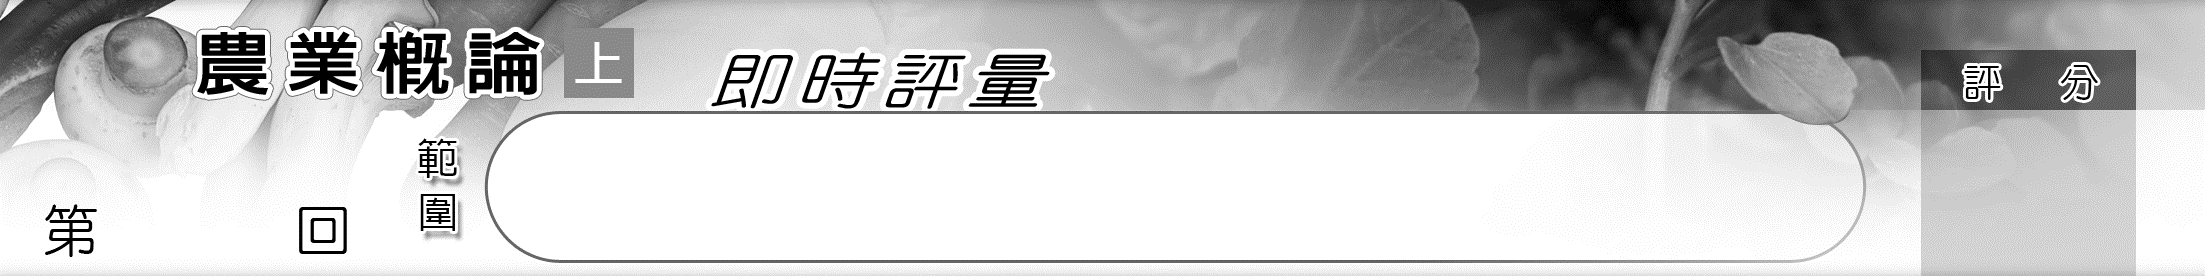 農業概論 上 即時評量
評 分
範圍
第 回